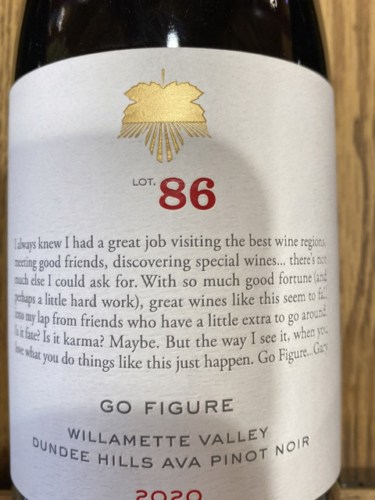 LOT. 86
I always knew I had a great job visiting the best wine regions,
meeting good friends, discovering special wines... there's not
much else I could ask for. With so much good fortune (and
perhaps a little hard work), great wines like this seem to fall
into my lap from friends who have a little extra to go around.
Is it fate? Is it karma? Maybe. But the way I see it, when you
love what you do things like this just happen. Go Figure...Gary
GO FIGURE
WILLAMETTE VALLEY
DUNDEE HILLS AVA PINOT NOIR
2020